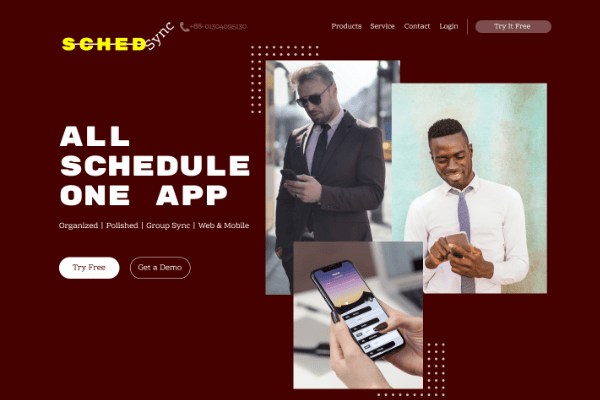 SCHED Sync
+88-01304095130
Products Service Contact Login Try It Free
ALL
SCHEDULE
ONE APP
Organized | Polished | Group Sync | Web & Mobile
Try Free Get a Demo